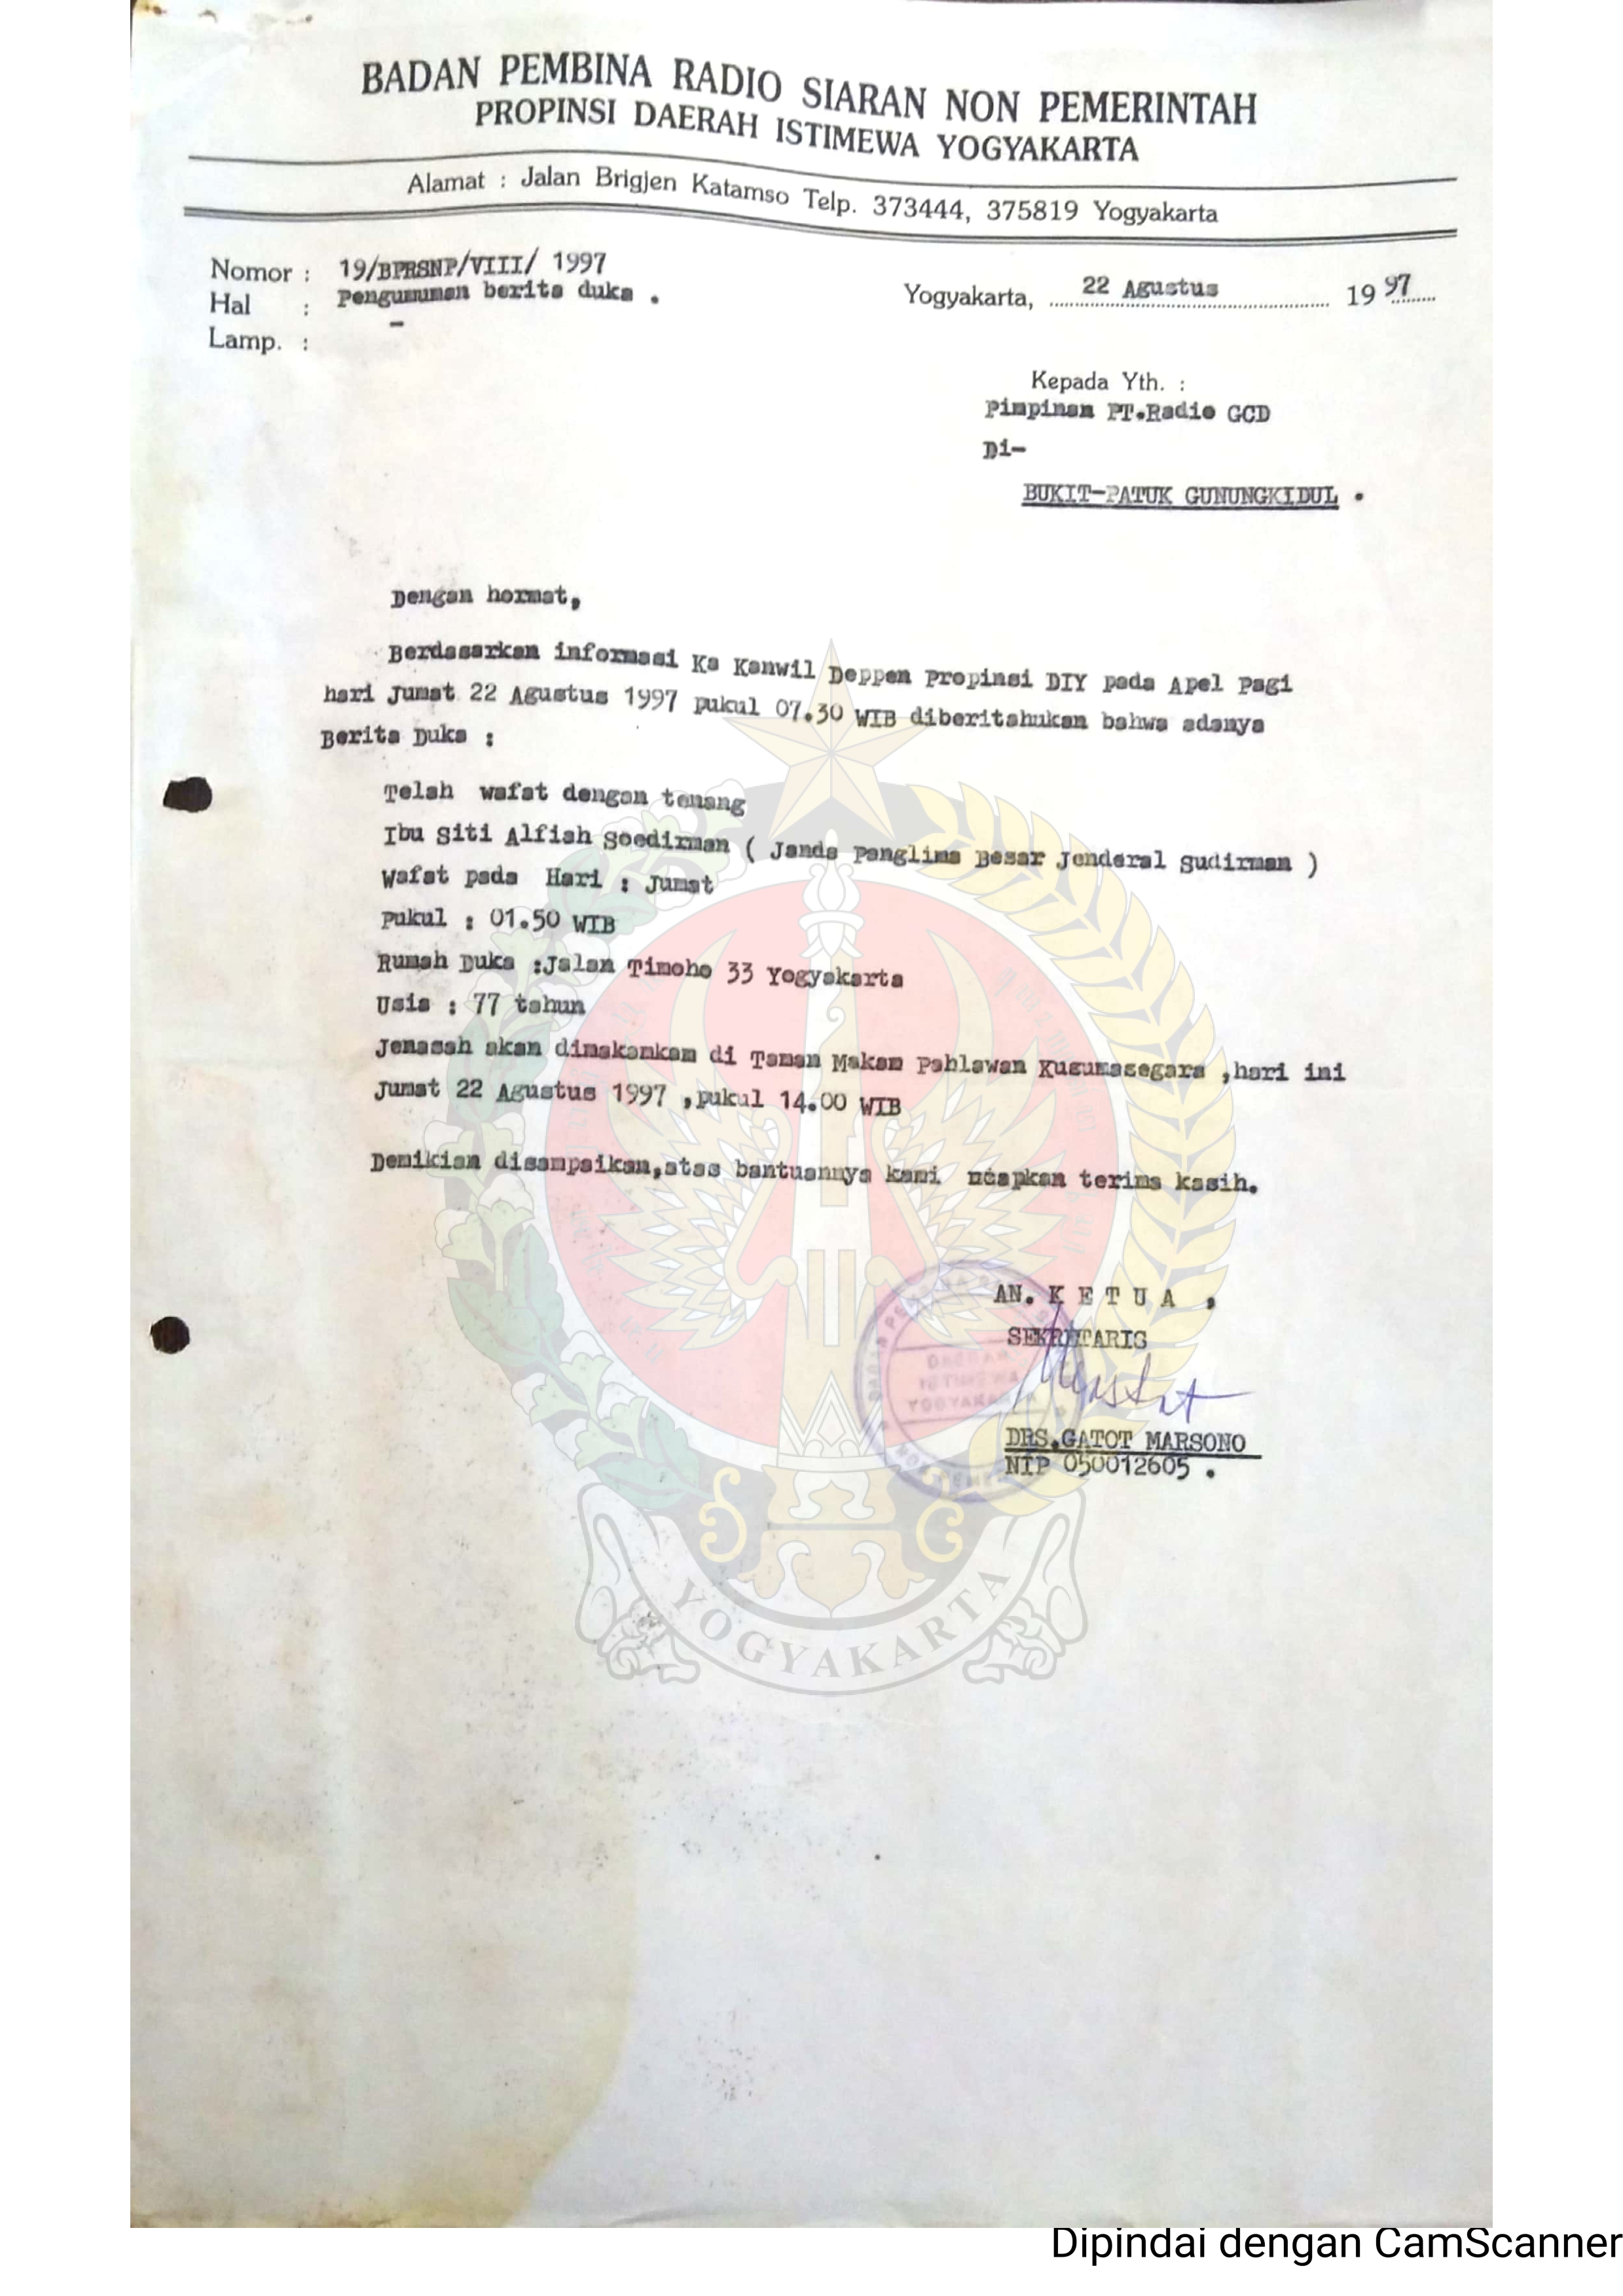 BADAN PEMBINA RADIO SIARAN NON PEMERINTAH
PROPINSI DAERAH ISTIMEWA YOGYAKARTA
Alamat : Jalan Brigjen Katamso Telp. 373444, 375819 Yogyakarta
Nomor : 19/BPRSNP/VIII/ 1997
Hal : Pengumuman berita duka .
Lamp. : -
Yogyakarta, 22 Agustus 1997
Kepada Yth. :
Pimpinan PT.Radio GCD
Di-
BUKIT-PATUK GUNUNGKIDUL .
Dengan hormat,
Berdasarkan informasi Ka Kanwil Deppen Propinsi DIY pada Apel Pagi
hari Jumat 22 Agustus 1997 pukul 07.30 WIB diberitahukan bahwa adanya
Berita Duka :
Telah wafat dengan tenang
Ibu Siti Alfiah Soedirman ( Janda Panglima Besar Jenderal Sudirman )
Wafat pada Hari : Jumat
Pukul : 01.50 WIB
Rumah Duka :Jalan Timoho 33 Yogyakarta
Usia : 77 tahun
Jenasah akan dimakamkam di Taman Makam Pahlawan Kusumasegara ,hari ini
Jumat 22 Agustus 1997 ,pukul 14.00 WIB
Demikian disampaikan,atas bantuannya kami ucapkan terima kasih.
AN. K E T U A ,
SEKRETARIS
DAERAH
ISTIMEWA
YOGYAKARTA
DRS.GATOT MARSONO
NIP 050012605 .
YOGYAKARTA
Dipindai dengan CamScanner